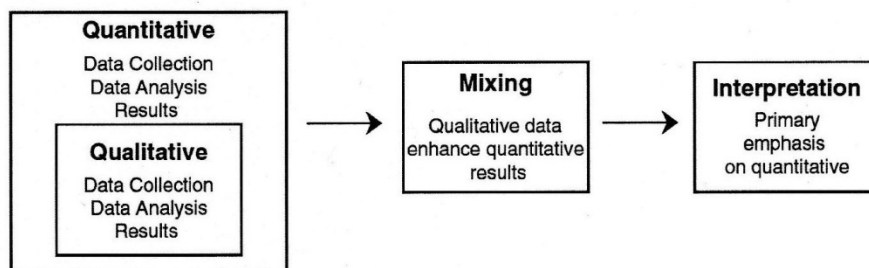 Quantitative
Data Collection
Data Analysis
Results
Qualitative
Data Collection
Data Analysis
Results
Mixing
Qualitative data
enhance quantitative
results
Interpretation
Primary
emphasis
on quantitative